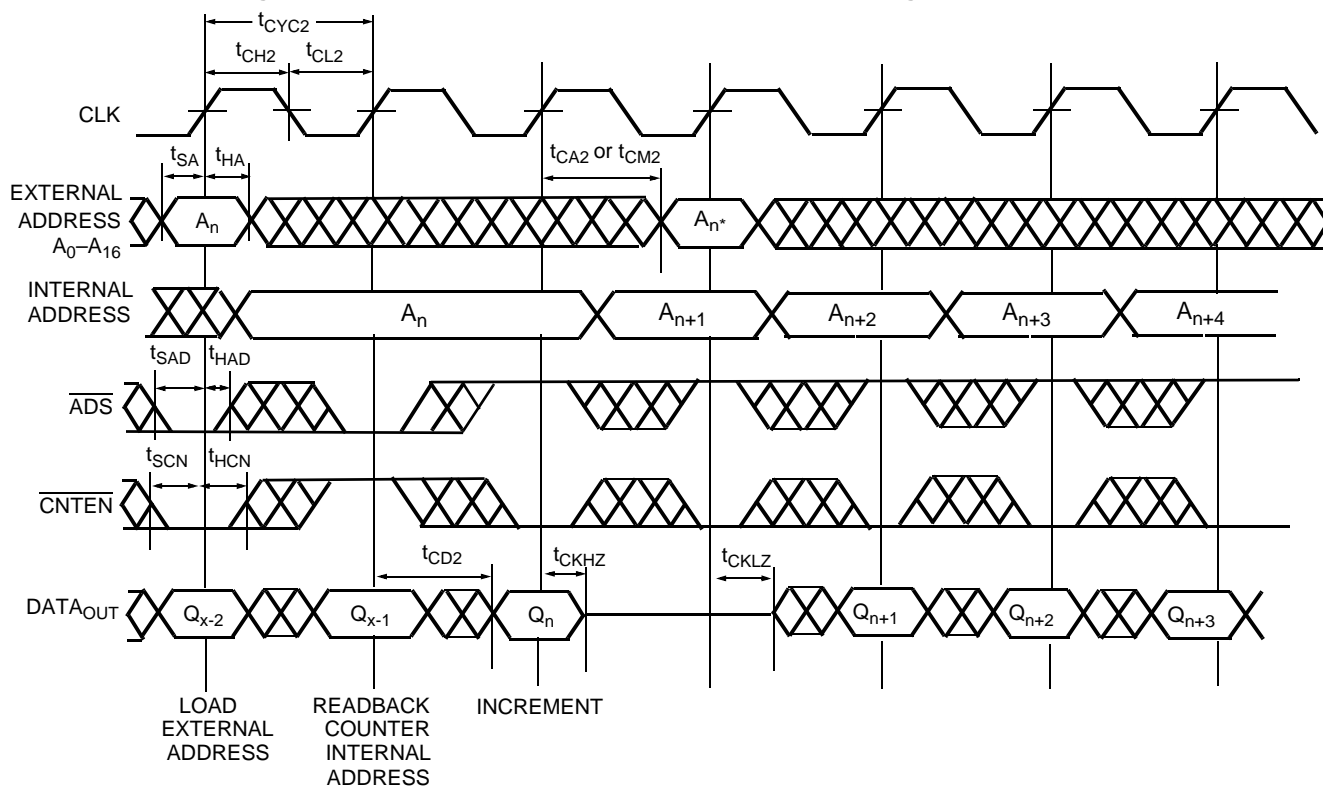 tCYC2
tCH2 tCL2
CLK
tSA tHA tCA2 or tCM2
EXTERNAL
ADDRESS
A0–A16
An An*
INTERNAL
ADDRESS
An An+1 An+2 An+3 An+4
tSAD tHAD
ADS
tSCN tHCN
CNTEN
tCD2 tCKHZ tCKLZ
DATAOUT
Qx-2 Qx-1 Qn Qn+1 Qn+2 Qn+3
LOAD
EXTERNAL
ADDRESS
READBACK
COUNTER
INTERNAL
ADDRESS
INCREMENT